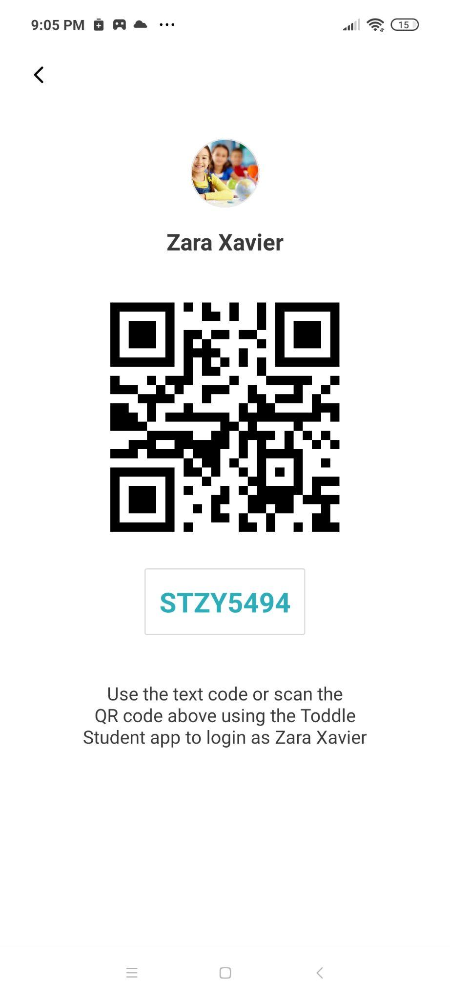 9:05 PM
15
Zara Xavier
STZY5494
Use the text code or scan the
QR code above using the Toddle
Student app to login as Zara Xavier